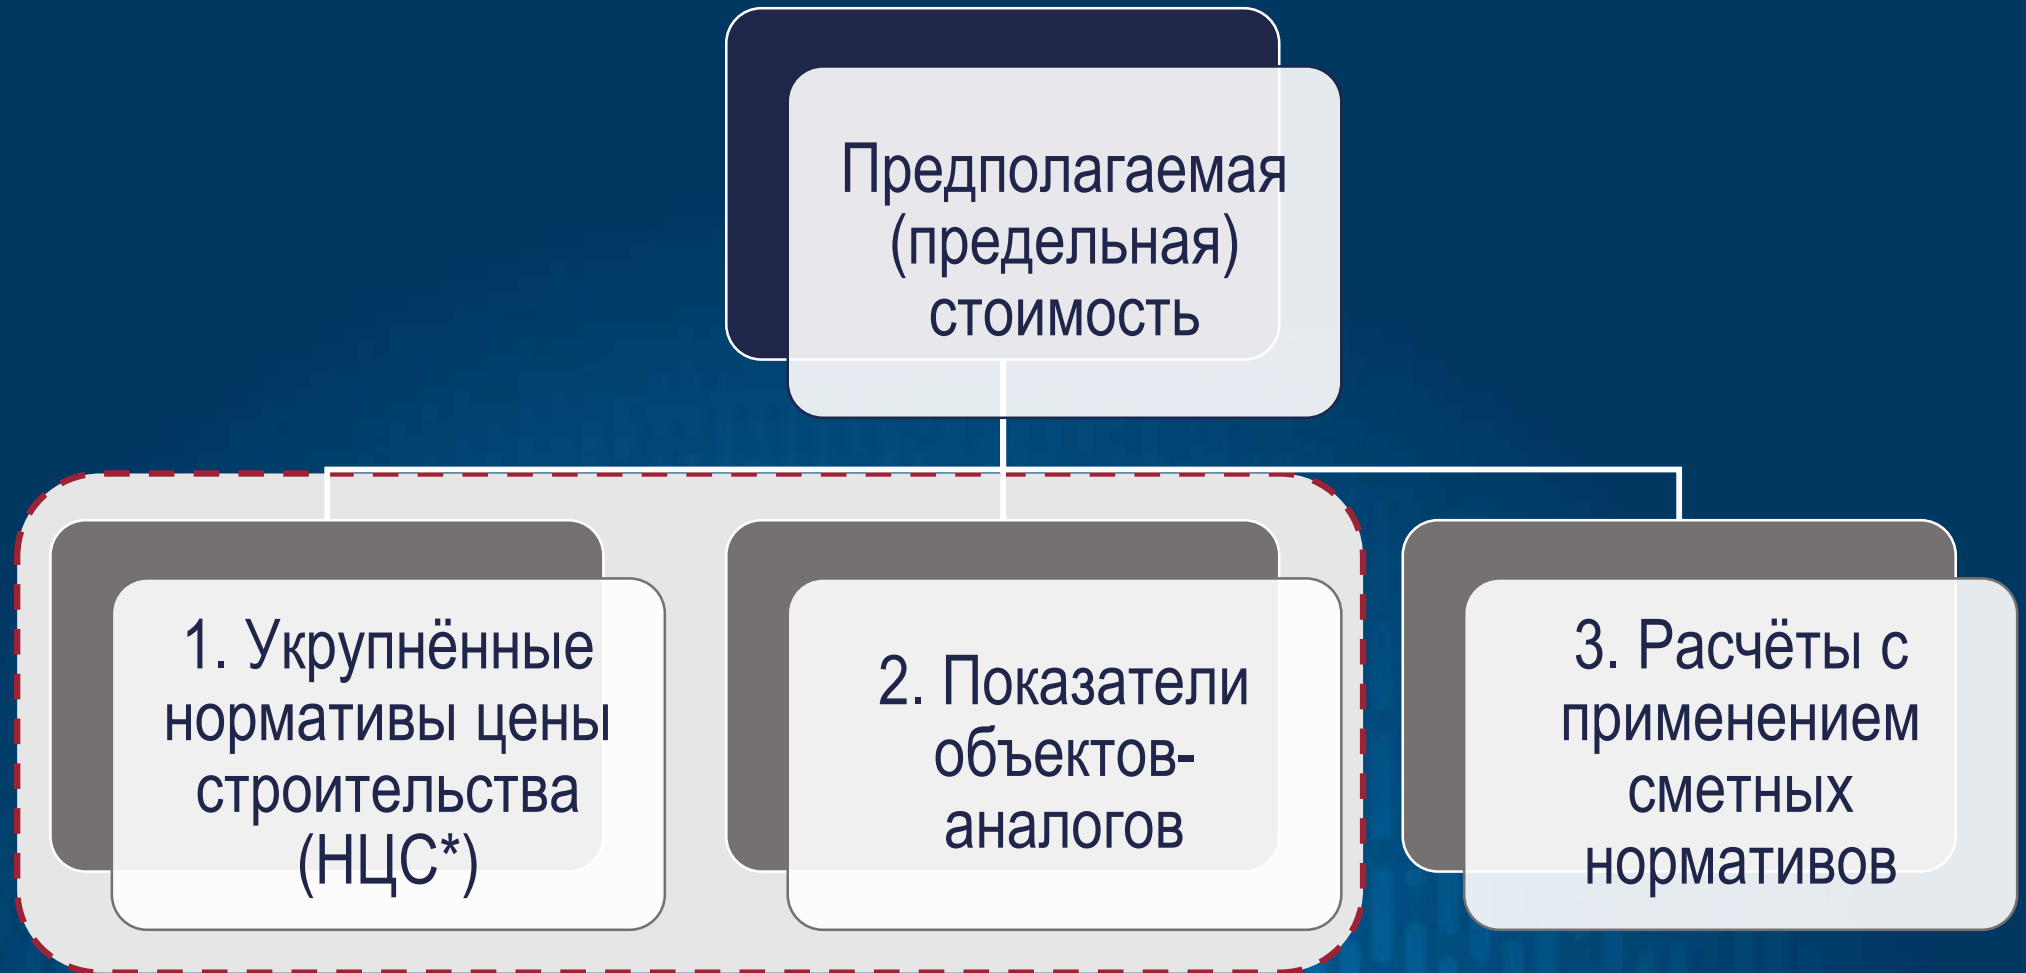 Предполагаемая
(предельная)
стоимость
1. Укрупнённые
нормативы цены
строительства
(НЦС*)
2. Показатели
объектов-
аналогов
3. Расчёты с
применением
сметных
нормативов